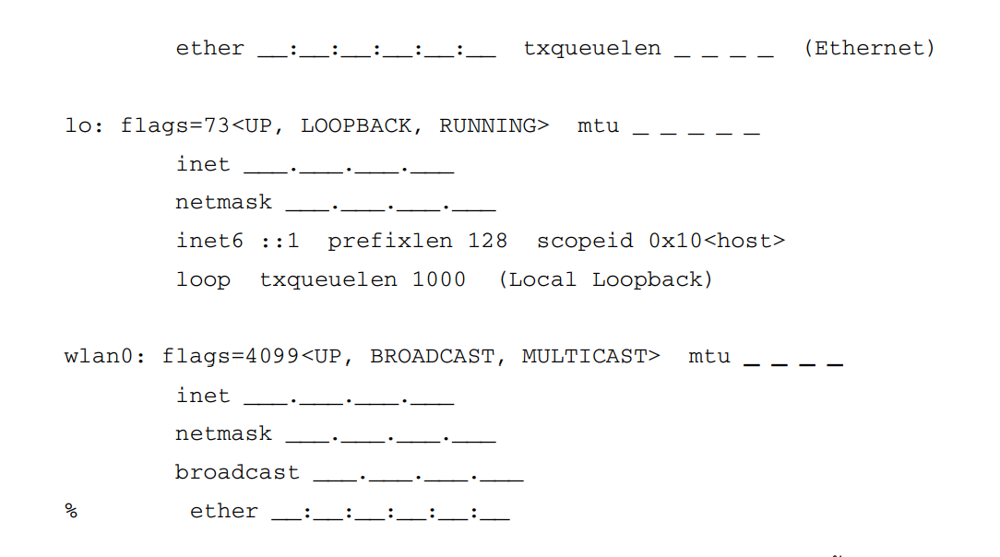 ether __:__:__:__:__:__ txqueuelen _ _ _ _ (Ethernet)
lo: flags=73<UP, LOOPBACK, RUNNING> mtu _ _ _ _ _
inet ___.___.___.___
netmask ___.___.___.___
inet6 ::1 prefixlen 128 scopeid 0x10<host>
loop txqueuelen 1000 (Local Loopback)
wlan0: flags=4099<UP, BROADCAST, MULTICAST> mtu _ _ _ _
inet ___.___.___.___
netmask ___.___.___.___
broadcast ___.___.___.___
% ether __:__:__:__:__:__